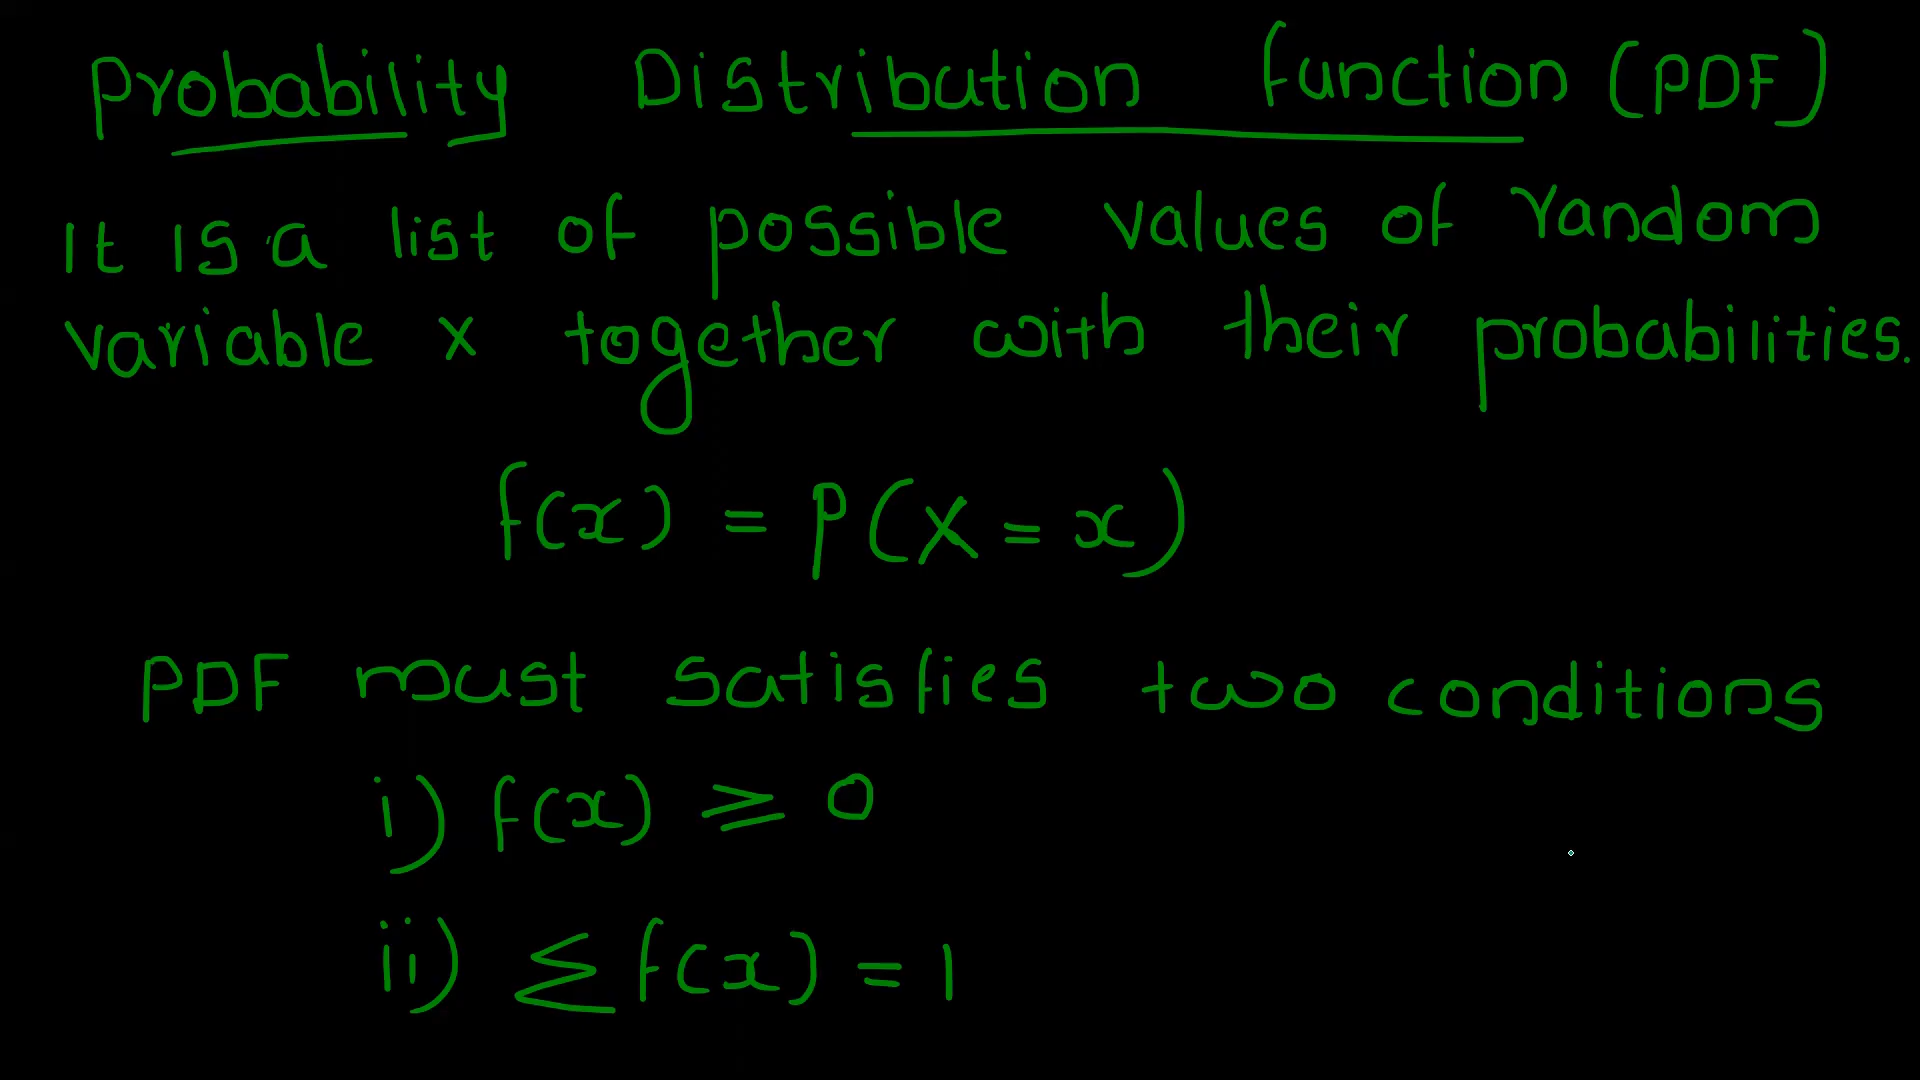 Probability Distribution function (PDF)
It is a list of possible values of random
variable x together with their probabilities.
f(x) = P(X = x)
PDF must satisfies two conditions
i) f(x) ≥ 0
ii) ∑ f(x) = 1